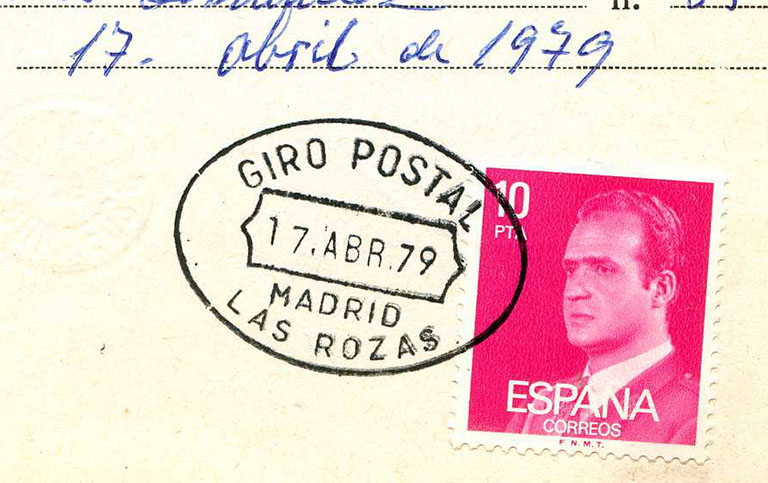 17. abril de 1979
GIRO POSTAL
17.ABR.79
MADRID
LAS ROZAS
10
PTA
ESPAÑA
CORREOS
F.N.M.T.